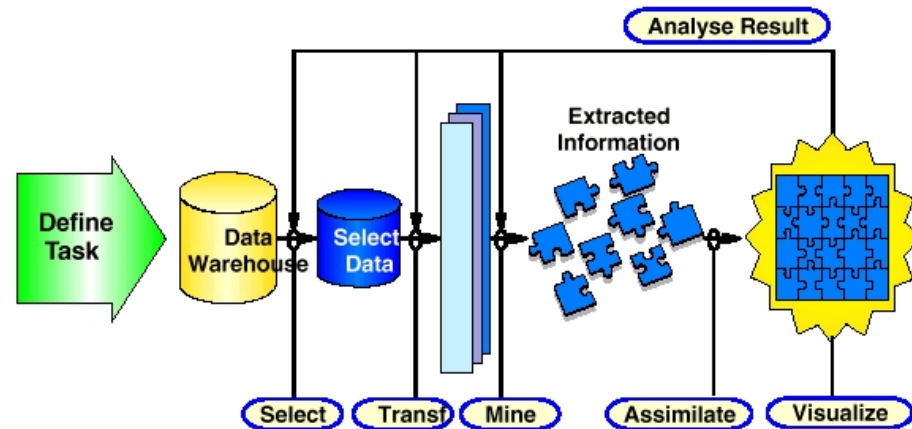 Analyse Result
Extracted
Information
Define
Task
Data
Warehouse
Select
Data
Select
Transf
Mine
Assimilate
Visualize